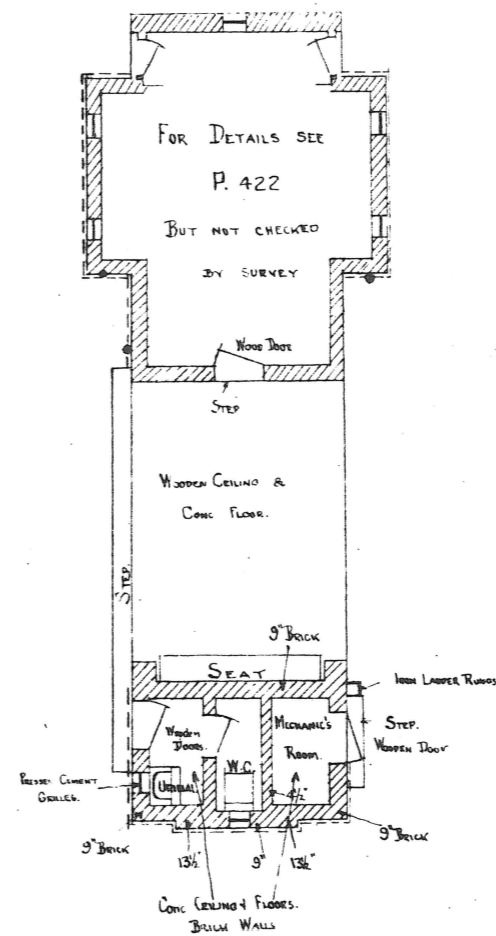 FOR DETAILS SEE
P. 422
BUT NOT CHECKED
BY SURVEY
WOOD DOOR
STEP
WOODEN CEILING &
CONC FLOOR.
STEP.
9" BRICK
SEAT
IRON LADDER RUNGS
STEP.
WOODEN DOOR
WOODEN
DOORS.
MECHANIC'S
ROOM.
W.C.
PRESSED CEMENT
GRILLES.
URINAL
4½"
9" BRICK
13½"
9"
13½"
9" BRICK
CONC CEILING & FLOORS.
BRICK WALLS